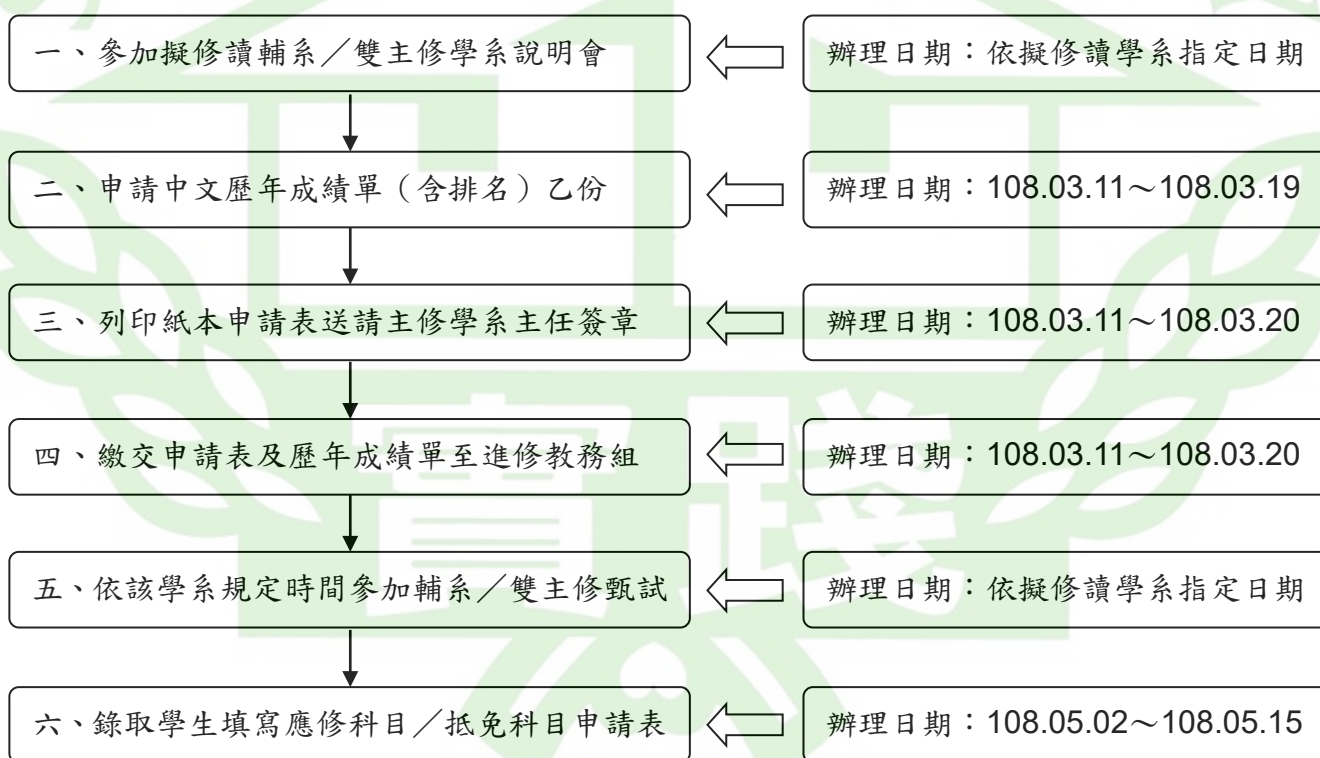 一、參加擬修讀輔系／雙主修學系說明會
辦理日期：依擬修讀學系指定日期
二、申請中文歷年成績單（含排名）乙份
辦理日期：108.03.11～108.03.19
三、列印紙本申請表送請主修學系主任簽章
辦理日期：108.03.11～108.03.20
四、繳交申請表及歷年成績單至進修教務組
辦理日期：108.03.11～108.03.20
五、依該學系規定時間參加輔系／雙主修甄試
辦理日期：依擬修讀學系指定日期
六、錄取學生填寫應修科目／抵免科目申請表
辦理日期：108.05.02～108.05.15
實踐